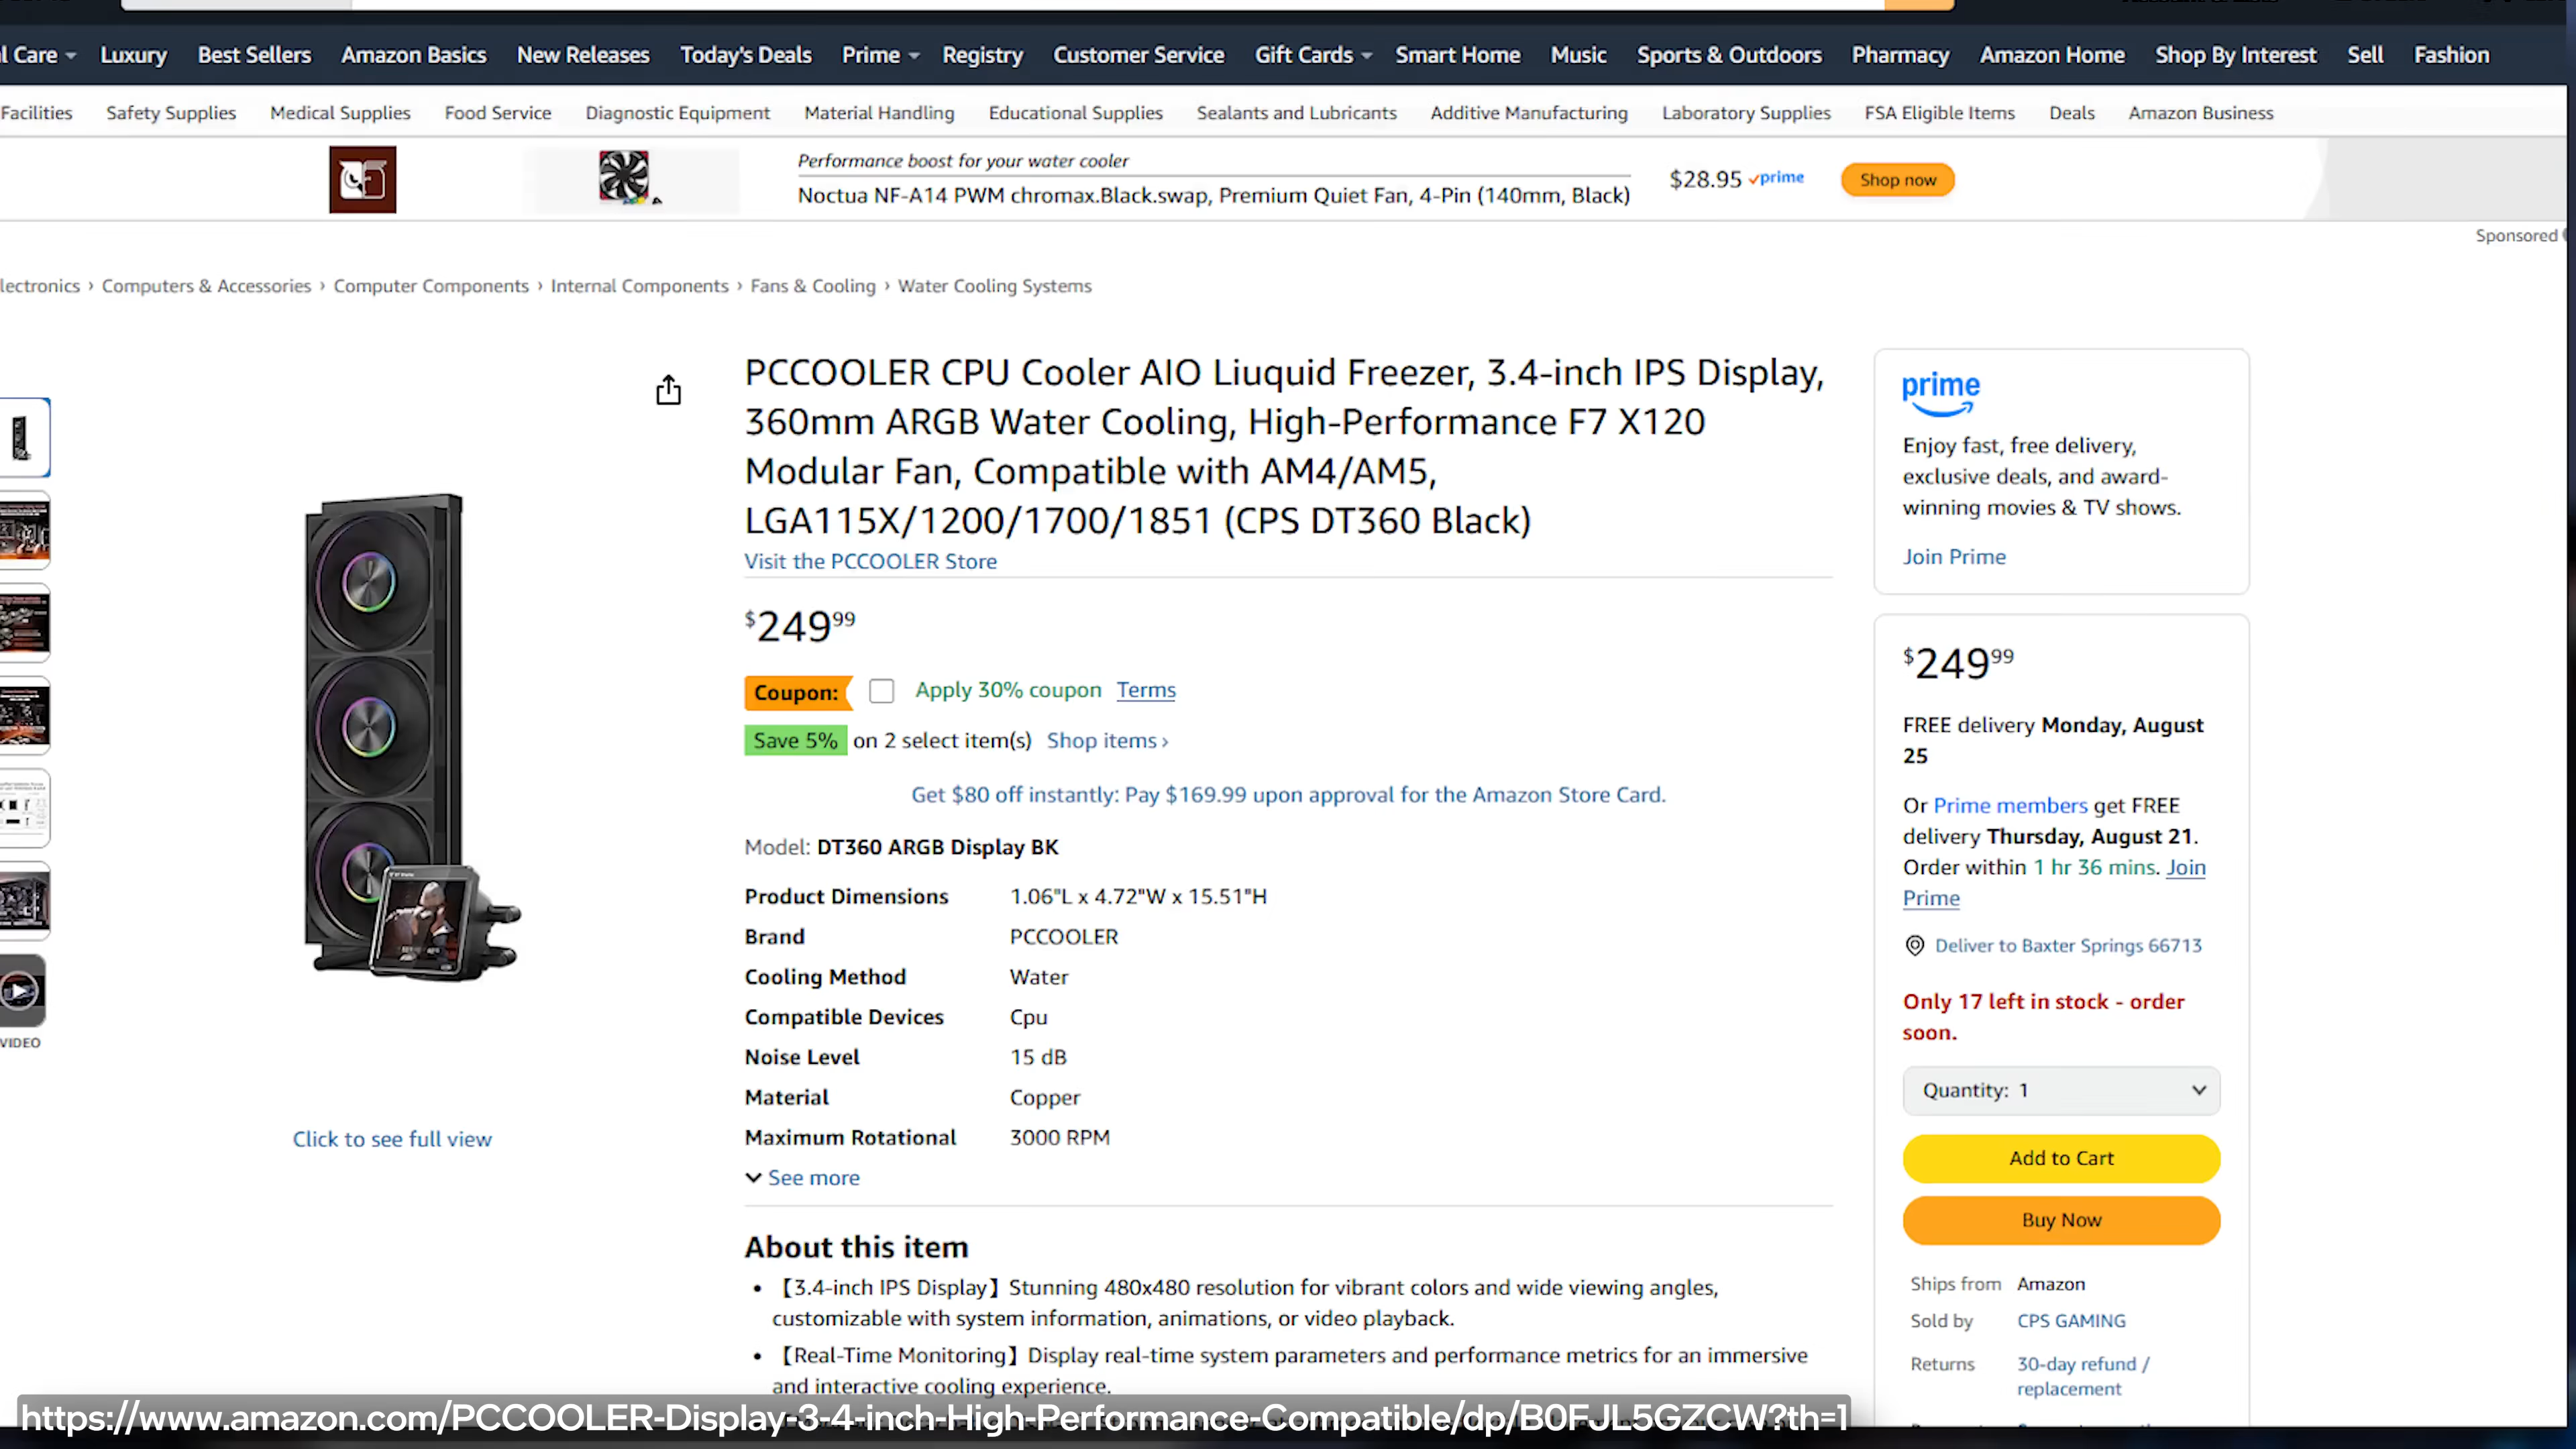 l Care Luxury Best Sellers Amazon Basics New Releases Today's Deals Prime Registry Customer Service Gift Cards Smart Home Music Sports & Outdoors Pharmacy Amazon Home Shop By Interest Sell Fashion
Facilities Safety Supplies Medical Supplies Food Service Diagnostic Equipment Material Handling Educational Supplies Sealants and Lubricants Additive Manufacturing Laboratory Supplies FSA Eligible Items Deals Amazon Business
Performance boost for your water cooler
Noctua NF-A14 PWM chromax.Black.swap, Premium Quiet Fan, 4-Pin (140mm, Black)
$28.95 prime
Shop now
Sponsored
lectronics › Computers & Accessories › Computer Components › Internal Components › Fans & Cooling › Water Cooling Systems
VIDEO
Click to see full view
PCCOOLER CPU Cooler AIO Liuquid Freezer, 3.4-inch IPS Display,
360mm ARGB Water Cooling, High-Performance F7 X120
Modular Fan, Compatible with AM4/AM5,
LGA115X/1200/1700/1851 (CPS DT360 Black)
Visit the PCCOOLER Store
$249.99
Coupon: Apply 30% coupon Terms
Save 5% on 2 select item(s) Shop items ›
Get $80 off instantly: Pay $169.99 upon approval for the Amazon Store Card.
Model: DT360 ARGB Display BK
Product Dimensions 1.06"L x 4.72"W x 15.51"H
Brand PCCOOLER
Cooling Method Water
Compatible Devices Cpu
Noise Level 15 dB
Material Copper
Maximum Rotational 3000 RPM
See more
About this item
• 【3.4-inch IPS Display】Stunning 480x480 resolution for vibrant colors and wide viewing angles,
customizable with system information, animations, or video playback.
• 【Real-Time Monitoring】Display real-time system parameters and performance metrics for an immersive
and interactive cooling experience.
prime
Enjoy fast, free delivery,
exclusive deals, and award-
winning movies & TV shows.
Join Prime
$249.99
FREE delivery Monday, August
25
Or Prime members get FREE
delivery Thursday, August 21.
Order within 1 hr 36 mins. Join
Prime
Deliver to Baxter Springs 66713
Only 17 left in stock - order
soon.
Quantity: 1
Add to Cart
Buy Now
Ships from Amazon
Sold by CPS GAMING
Returns 30-day refund /
replacement
https://www.amazon.com/PCCOOLER-Display-3-4-inch-High-Performance-Compatible/dp/B0FJL5GZCW?th=1